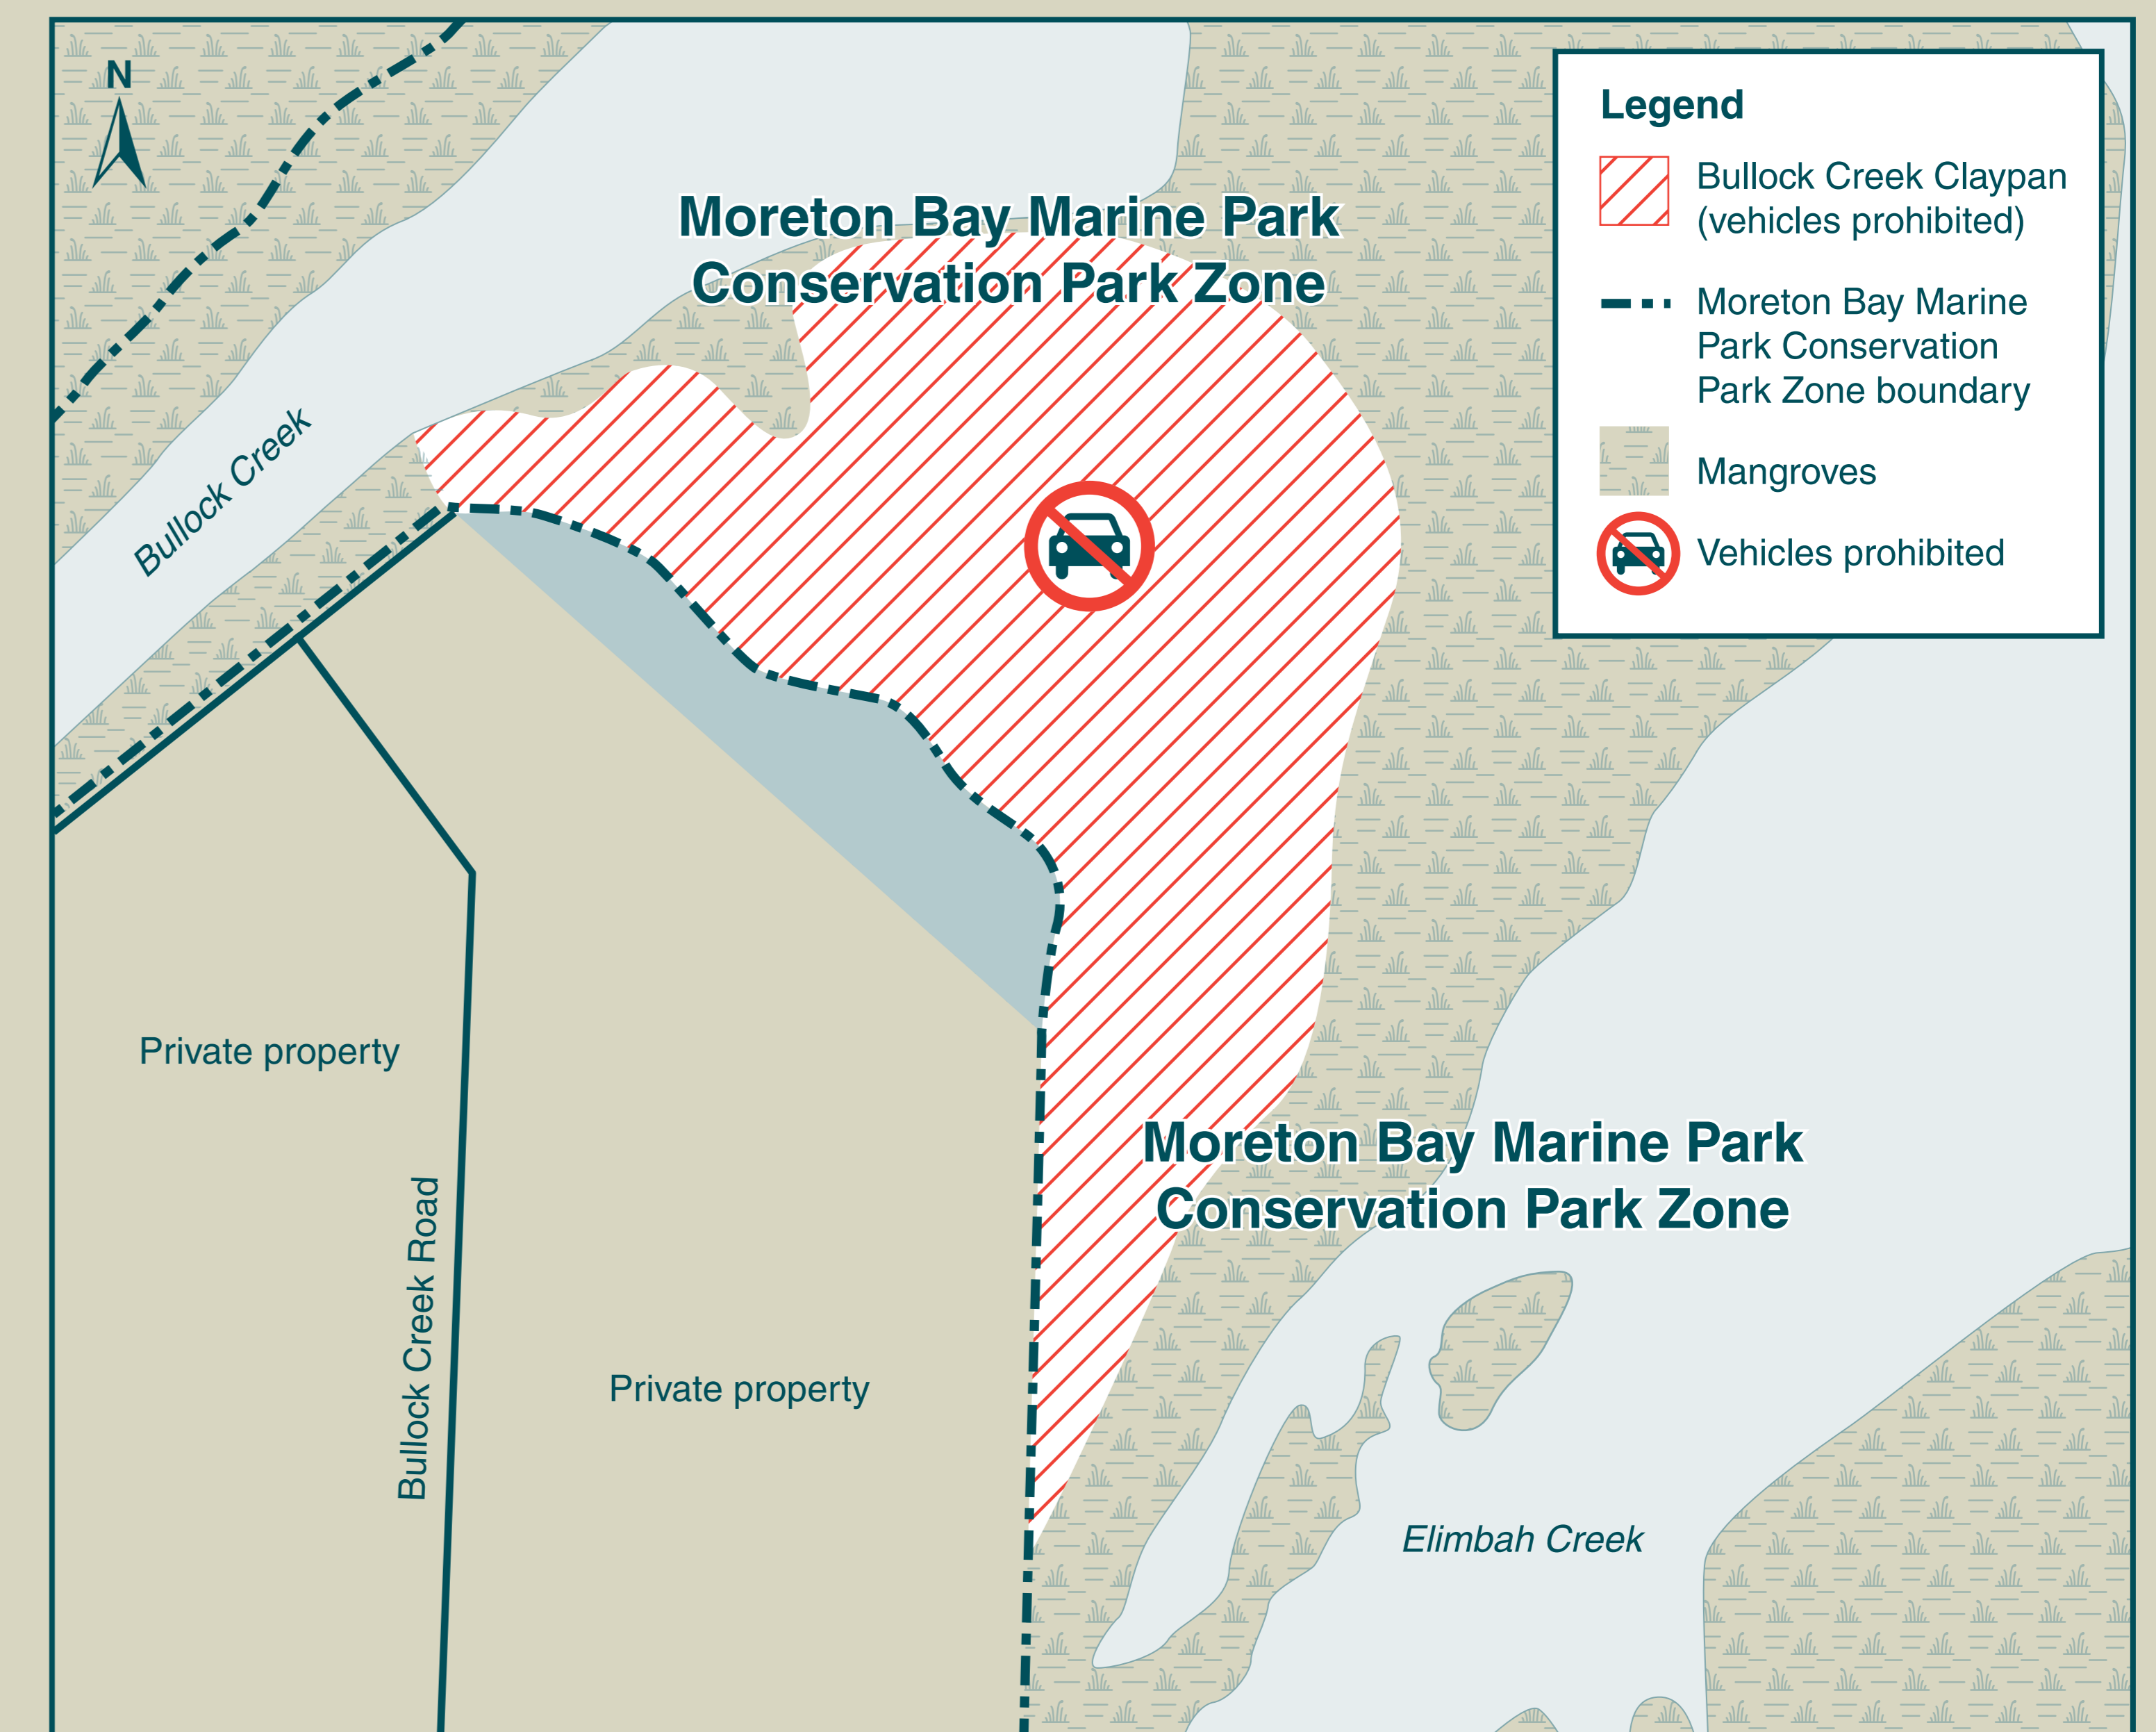 N
Moreton Bay Marine Park
Conservation Park Zone
Legend
Bullock Creek Claypan
(vehicles prohibited)
Moreton Bay Marine
Park Conservation
Park Zone boundary
Mangroves
Vehicles prohibited
Bullock Creek
Private property
Bullock Creek Road
Private property
Moreton Bay Marine Park
Conservation Park Zone
Elimbah Creek